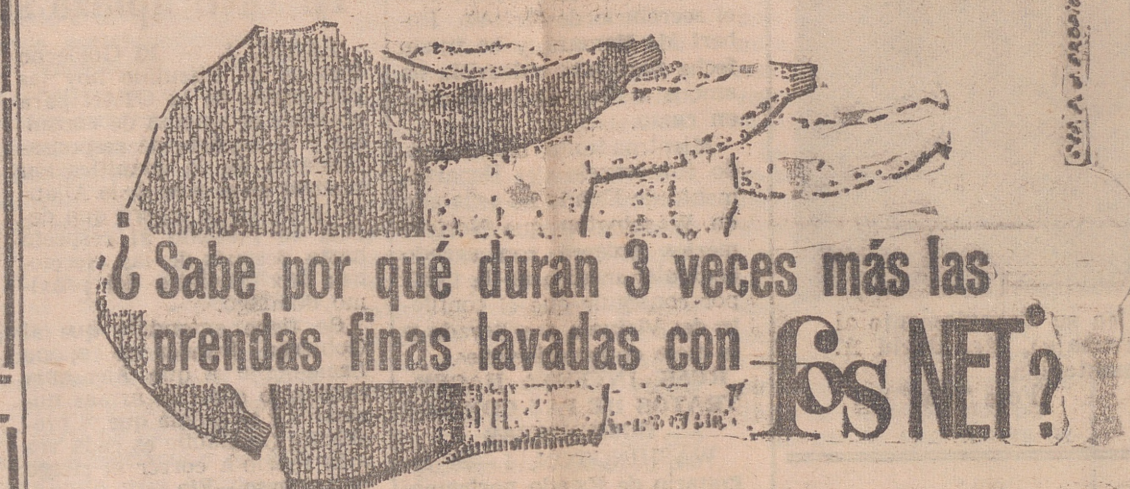 ¿Sabe por qué duran 3 veces más las
prendas finas lavadas con fos NET?